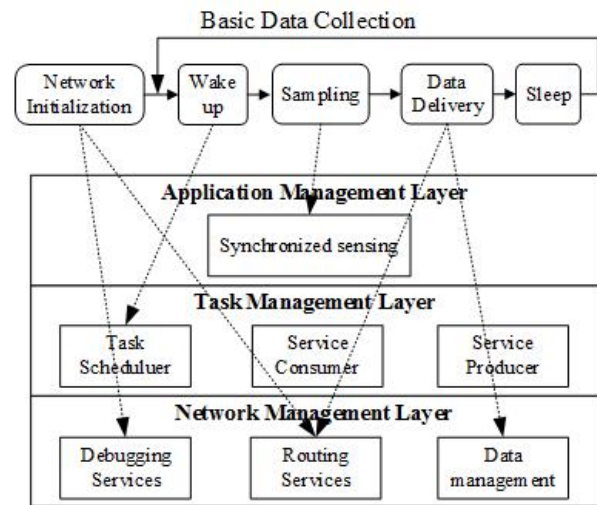 Basic Data Collection
Network
Initialization
Wake
up
Sampling
Data
Delivery
Sleep
Application Management Layer
Synchronized sensing
Task Management Layer
Task
Scheduluer
Service
Consumer
Service
Producer
Network Management Layer
Debugging
Services
Routing
Services
Data
management